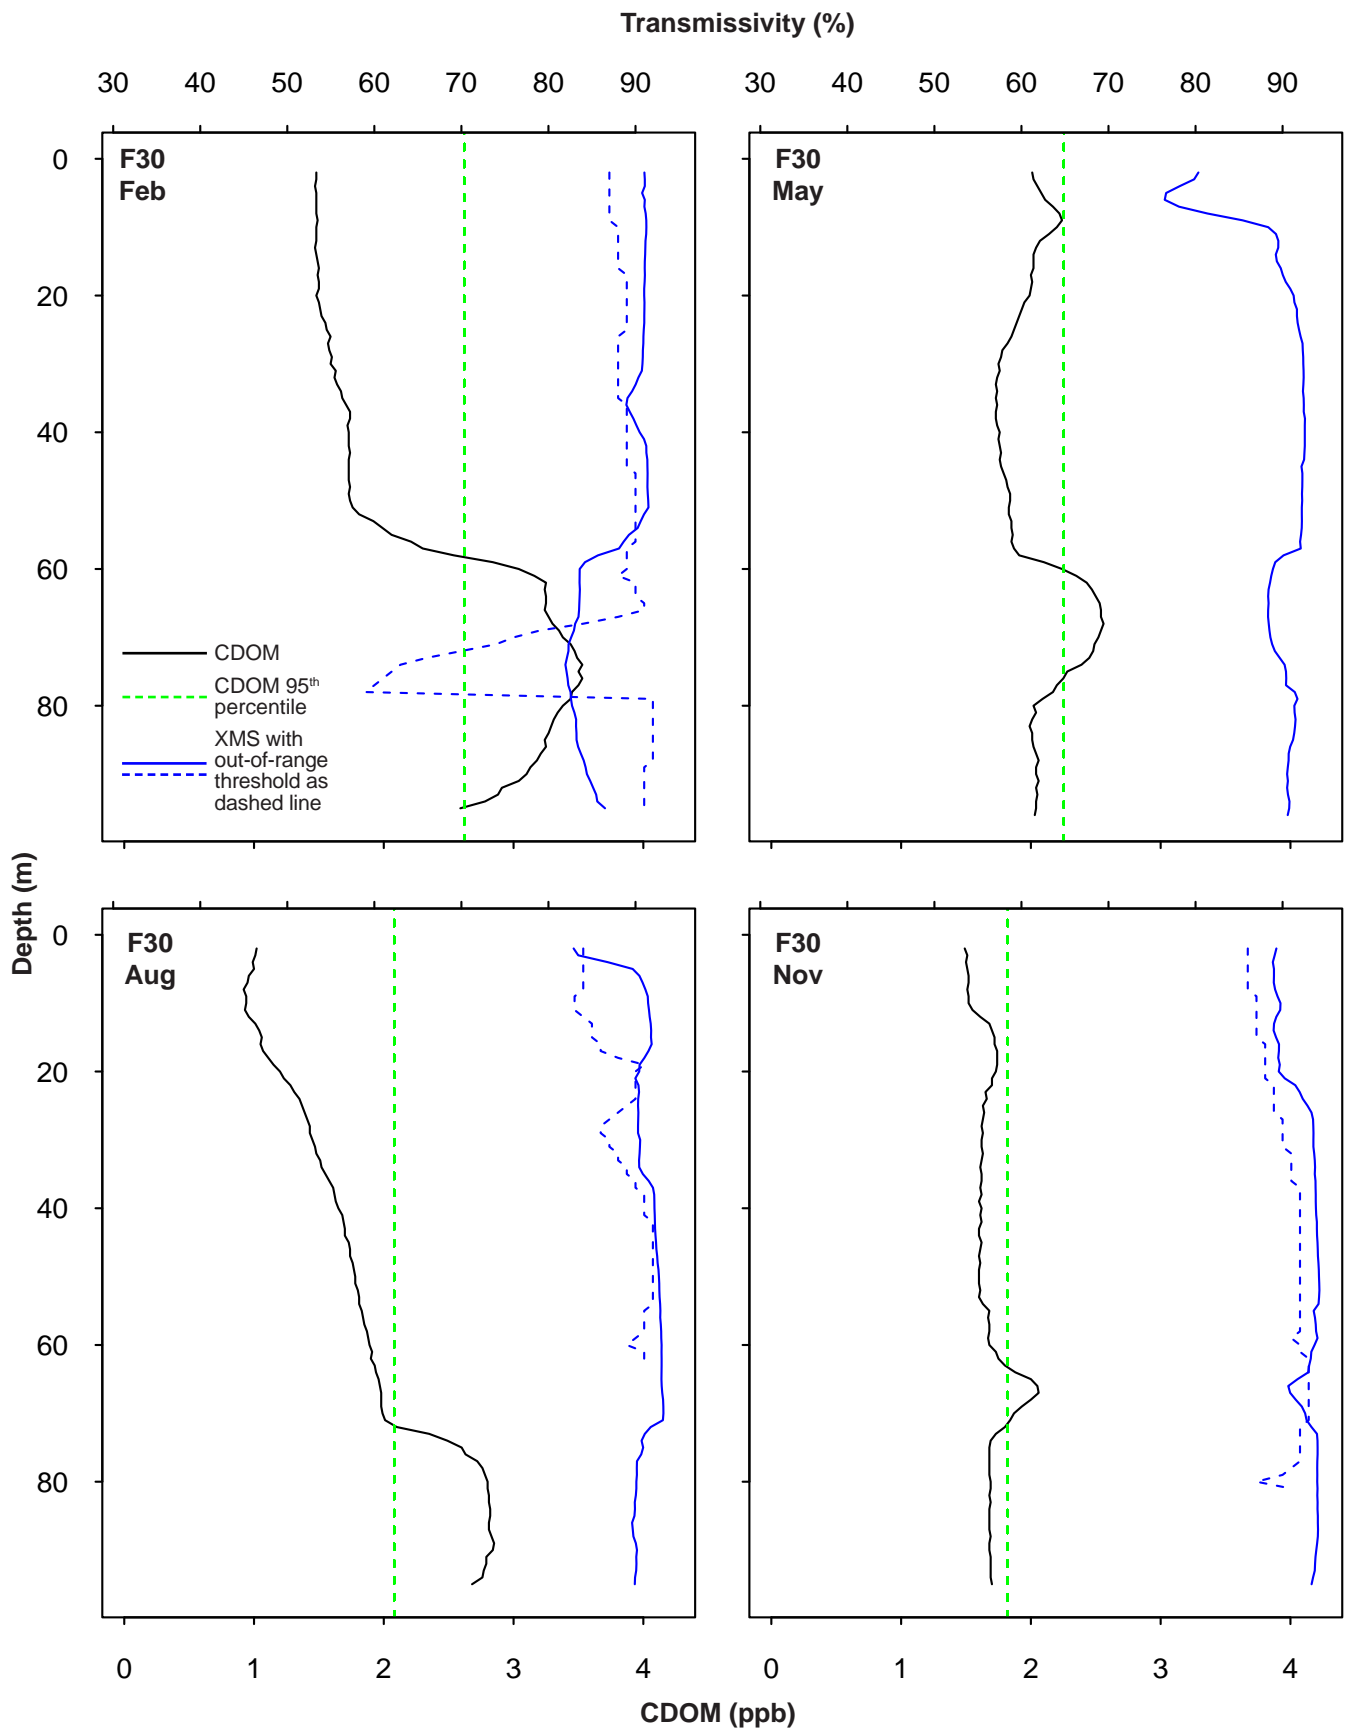 Transmissivity (%)
30 40 50 60 70 80 90
30 40 50 60 70 80 90
F30
Feb
0
20
40
60
80
CDOM
CDOM 95th
percentile
XMS with
out-of-range
threshold as
dashed line
F30
May
Depth (m)
F30
Aug
0
20
40
60
80
F30
Nov
0 1 2 3 4
0 1 2 3 4
CDOM (ppb)